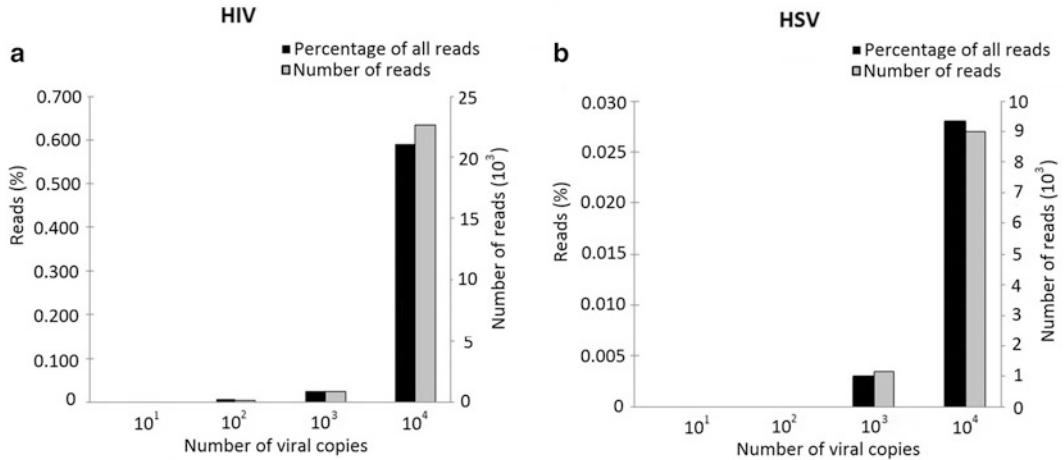 HIV
a
Percentage of all reads
Number of reads
0.700
0.600
0.500
0.400
0.300
0.200
0.100
0
Reads (%)
25
20
15
10
5
0
Number of reads (10³)
10¹ 10² 10³ 10⁴
Number of viral copies
HSV
b
Percentage of all reads
Number of reads
0.030
0.025
0.020
0.015
0.010
0.005
0
Reads (%)
10
9
8
7
6
5
4
3
2
1
0
Number of reads (10³)
10¹ 10² 10³ 10⁴
Number of viral copies